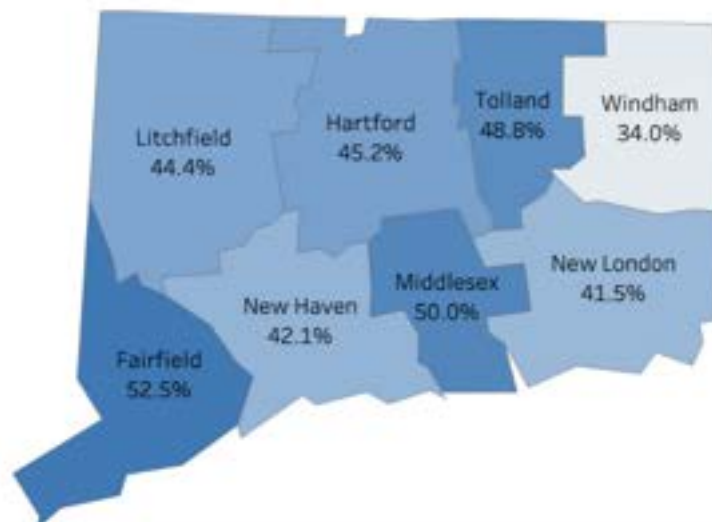 Tolland
48.8%
Windham
34.0%
Hartford
45.2%
Litchfield
44.4%
New London
41.5%
Middlesex
50.0%
New Haven
42.1%
Fairfield
52.5%